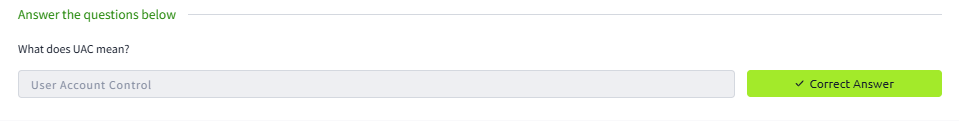 Answer the questions below
What does UAC mean?
User Account Control
✓ Correct Answer